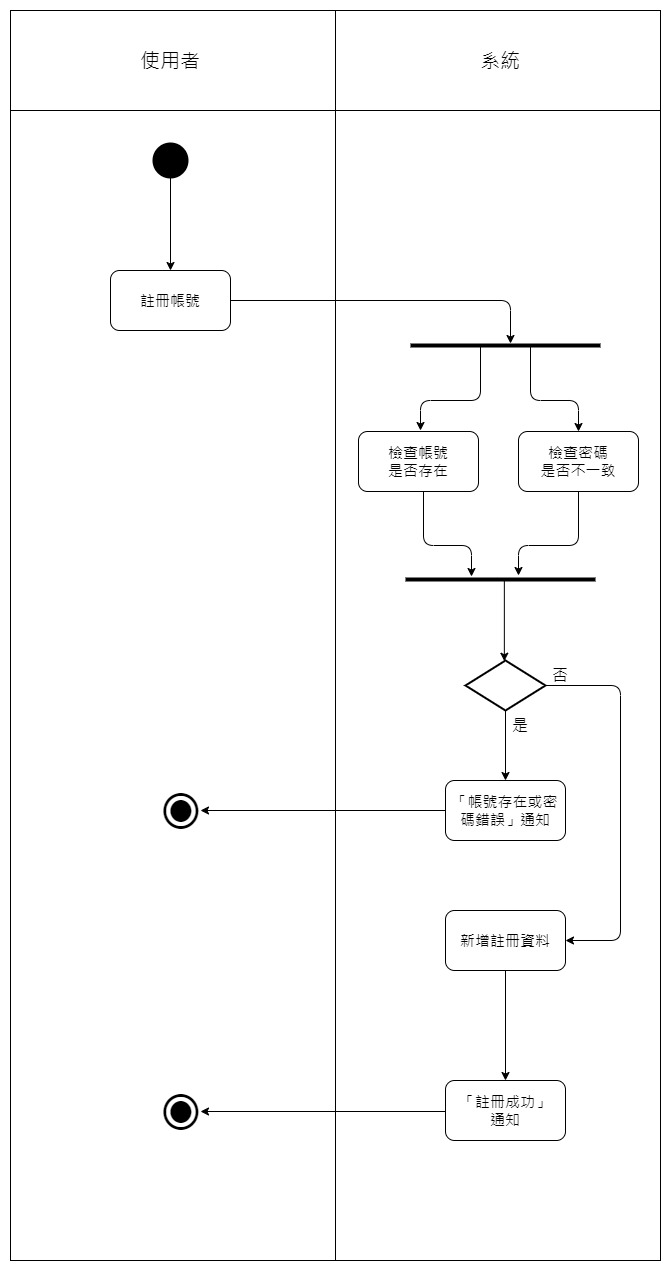 使用者
系統
註冊帳號
檢查帳號
是否存在
檢查密碼
是否不一致
否
是
「帳號存在或密
碼錯誤」通知
新增註冊資料
「註冊成功」
通知